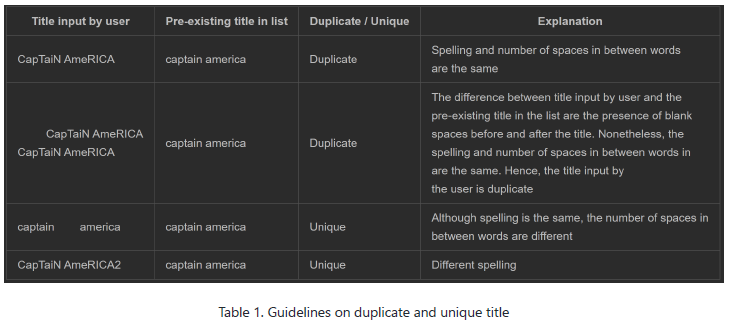 Title input by user Pre-existing title in list Duplicate / Unique Explanation
CapTaiN AmeRICA captain america Duplicate Spelling and number of spaces in between words
are the same
CapTaiN AmeRICA
CapTaiN AmeRICA captain america Duplicate The difference between title input by user and the
pre-existing title in the list are the presence of blank
spaces before and after the title. Nonetheless, the
spelling and number of spaces in between words in
are the same. Hence, the title input by
the user is duplicate
captain        america captain america Unique Although spelling is the same, the number of spaces in
between words are different
CapTaiN AmeRICA2 captain america Unique Different spelling
Table 1. Guidelines on duplicate and unique title